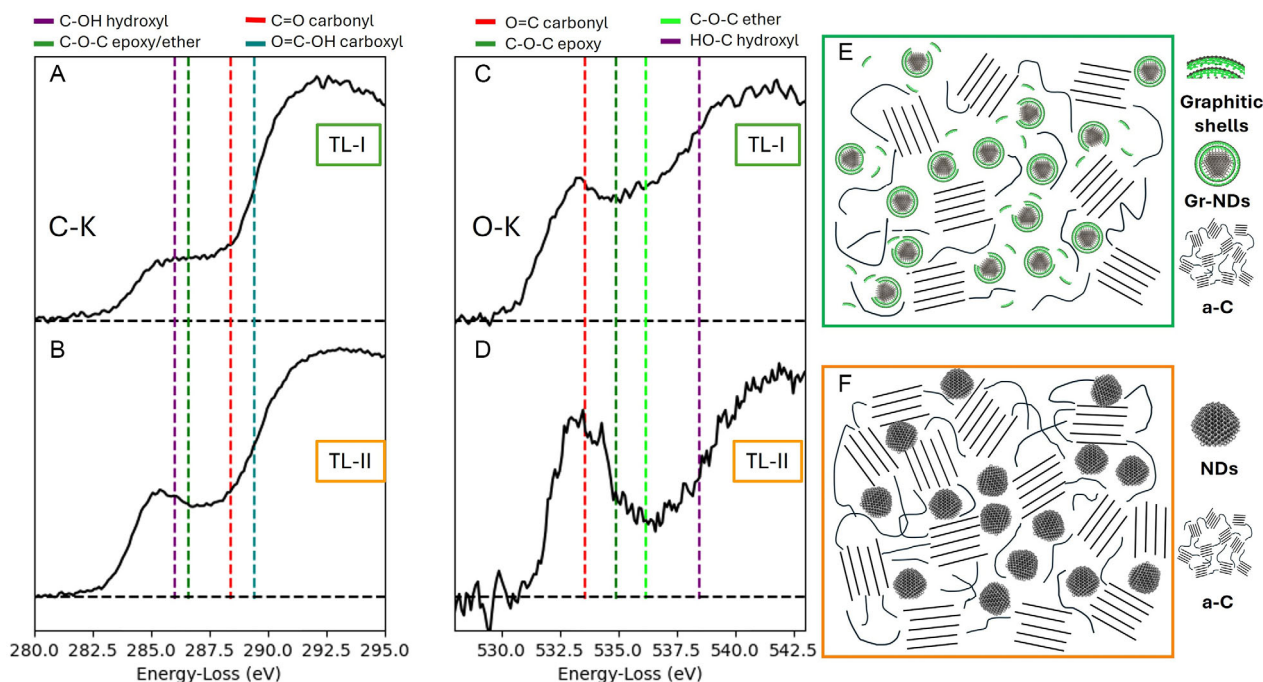 C-OH hydroxyl
C=O carbonyl
C-O-C epoxy/ether
O=C-OH carboxyl
O=C carbonyl
C-O-C ether
C-O-C epoxy
HO-C hydroxyl
A
TL-I
C-K
B
TL-II
280.0 282.5 285.0 287.5 290.0 292.5 295.0
Energy-Loss (eV)
C
TL-I
O-K
D
TL-II
530.0 532.5 535.0 537.5 540.0 542.5
Energy-Loss (eV)
E
Graphitic
shells
Gr-NDs
a-C
F
NDs
a-C